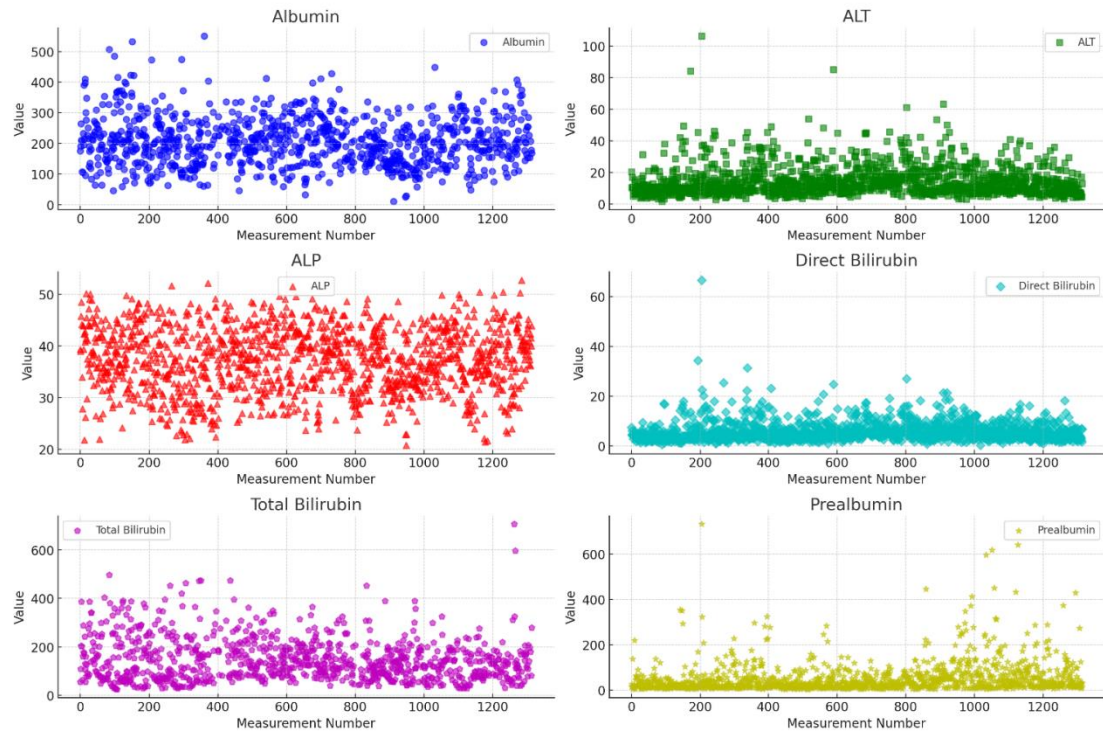 Albumin
500
400
300
200
100
0
Value
Albumin
0 200 400 600 800 1000 1200
Measurement Number
ALT
100
80
60
40
20
0
Value
ALT
0 200 400 600 800 1000 1200
Measurement Number
ALP
50
40
30
20
Value
ALP
0 200 400 600 800 1000 1200
Measurement Number
Direct Bilirubin
60
40
20
0
Value
Direct Bilirubin
0 200 400 600 800 1000 1200
Measurement Number
Total Bilirubin
600
400
200
0
Value
Total Bilirubin
0 200 400 600 800 1000 1200
Measurement Number
Prealbumin
600
400
200
0
Value
Prealbumin
0 200 400 600 800 1000 1200
Measurement Number